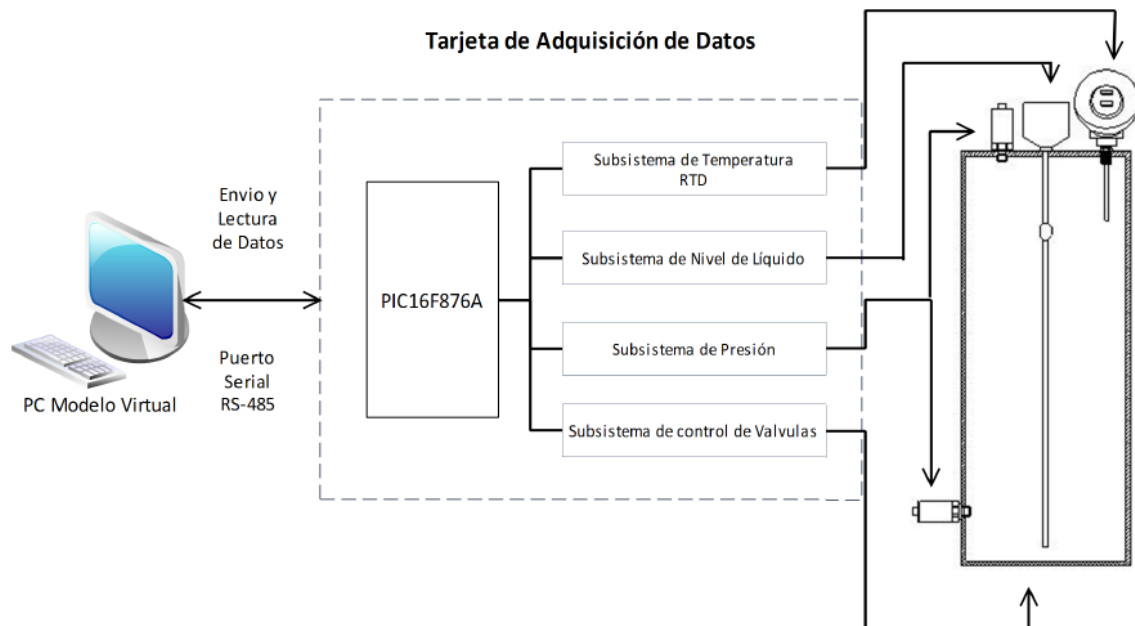 Tarjeta de Adquisición de Datos
Envio y
Lectura
de Datos
Puerto
Serial
RS-485
PC Modelo Virtual
PIC16F876A
Subsistema de Temperatura
RTD
Subsistema de Nivel de Líquido
Subsistema de Presión
Subsistema de control de Valvulas